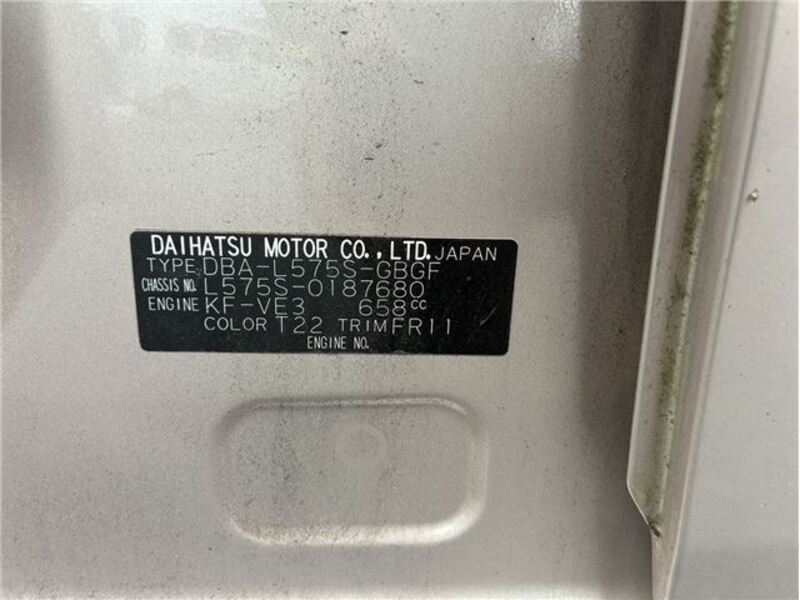 DAIHATSU MOTOR CO., LTD. JAPAN
TYPE DBA-L575S-GBGF
CHASSIS NO. L575S-0187680
ENGINE KF-VE3 658cc
COLOR T22 TRIM FR11
ENGINE NO.